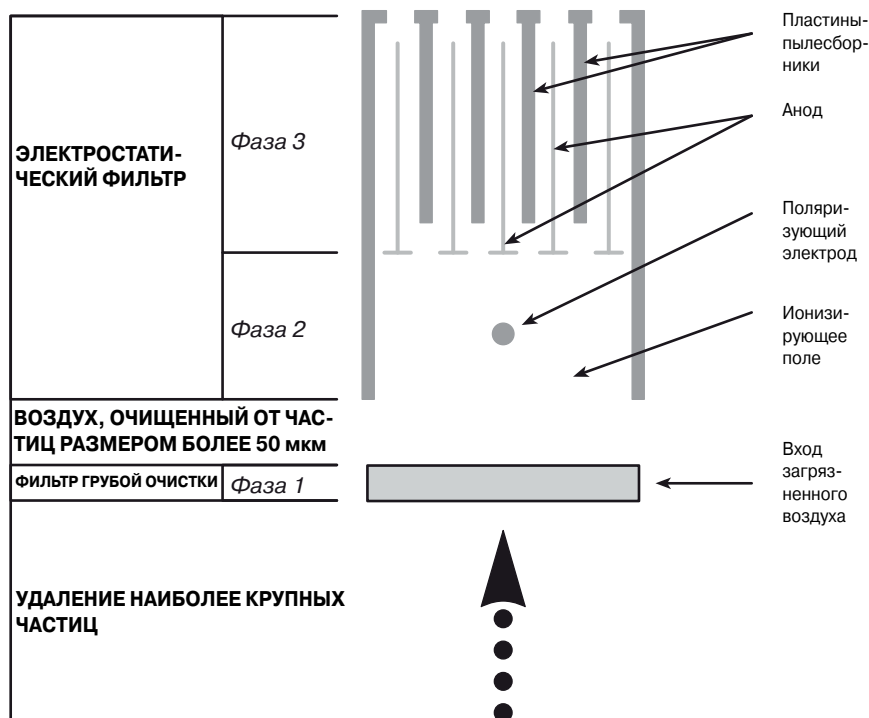 ЭЛЕКТРОСТАТИ-
ЧЕСКИЙ ФИЛЬТР
Фаза 3
Фаза 2
ВОЗДУХ, ОЧИЩЕННЫЙ ОТ ЧАС-
ТИЦ РАЗМЕРОМ БОЛЕЕ 50 мкм
ФИЛЬТР ГРУБОЙ ОЧИСТКИ
Фаза 1
УДАЛЕНИЕ НАИБОЛЕЕ КРУПНЫХ
ЧАСТИЦ
Пластины-
пылесбор-
ники
Анод
Поляри-
зующий
электрод
Ионизи-
рующее
поле
Вход
загряз-
ненного
воздуха